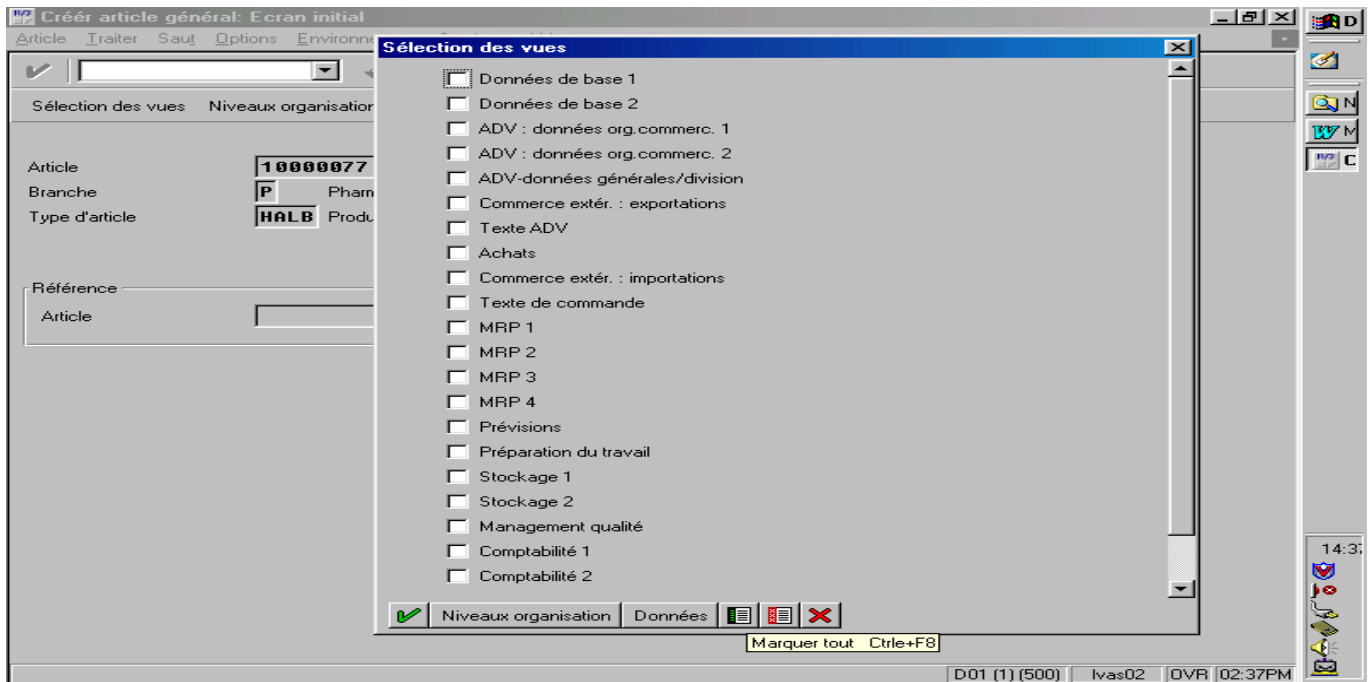 Créér article général: Ecran initial
Article Traiter Saut Options Environne
Sélection des vues
Sélection des vues Niveaux organisation
Article 10000077
Branche P Pharm
Type d'article HALB Produ
Référence
Article
Données de base 1
Données de base 2
ADV : données org.commerc. 1
ADV : données org.commerc. 2
ADV-données générales/division
Commerce extér. : exportations
Texte ADV
Achats
Commerce extér. : importations
Texte de commande
MRP 1
MRP 2
MRP 3
MRP 4
Prévisions
Préparation du travail
Stockage 1
Stockage 2
Management qualité
Comptabilité 1
Comptabilité 2
Niveaux organisation Données
Marquer tout Ctrle+F8
D01 (1) (500) lvas02 OVR 02:37PM
D
N
M
R/3 C
14:37